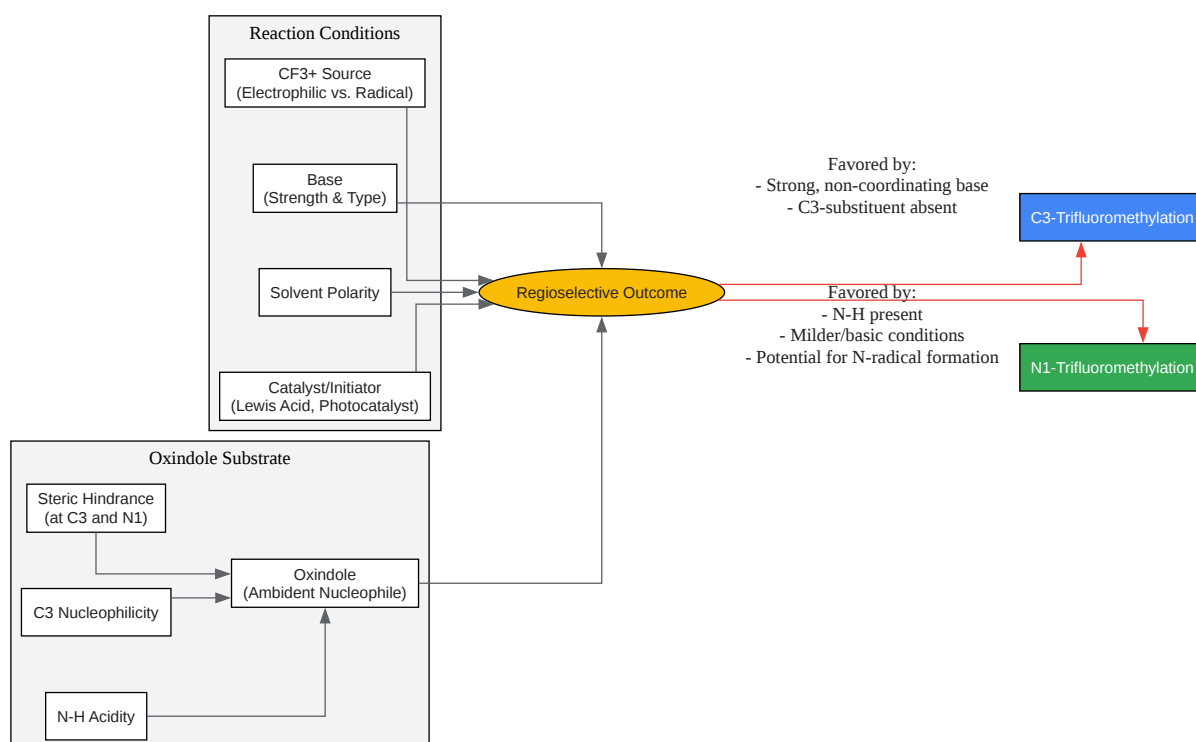 Reaction Conditions
CF3+ Source
(Electrophilic vs. Radical)
Base
(Strength & Type)
Solvent Polarity
Catalyst/Initiator
(Lewis Acid, Photocatalyst)
Oxindole Substrate
Steric Hindrance
(at C3 and N1)
C3 Nucleophilicity
N-H Acidity
Oxindole
(Ambident Nucleophile)
Regioselective Outcome
Favored by:
- Strong, non-coordinating base
- C3-substituent absent
Favored by:
- N-H present
- Milder/basic conditions
- Potential for N-radical formation
C3-Trifluoromethylation
N1-Trifluoromethylation